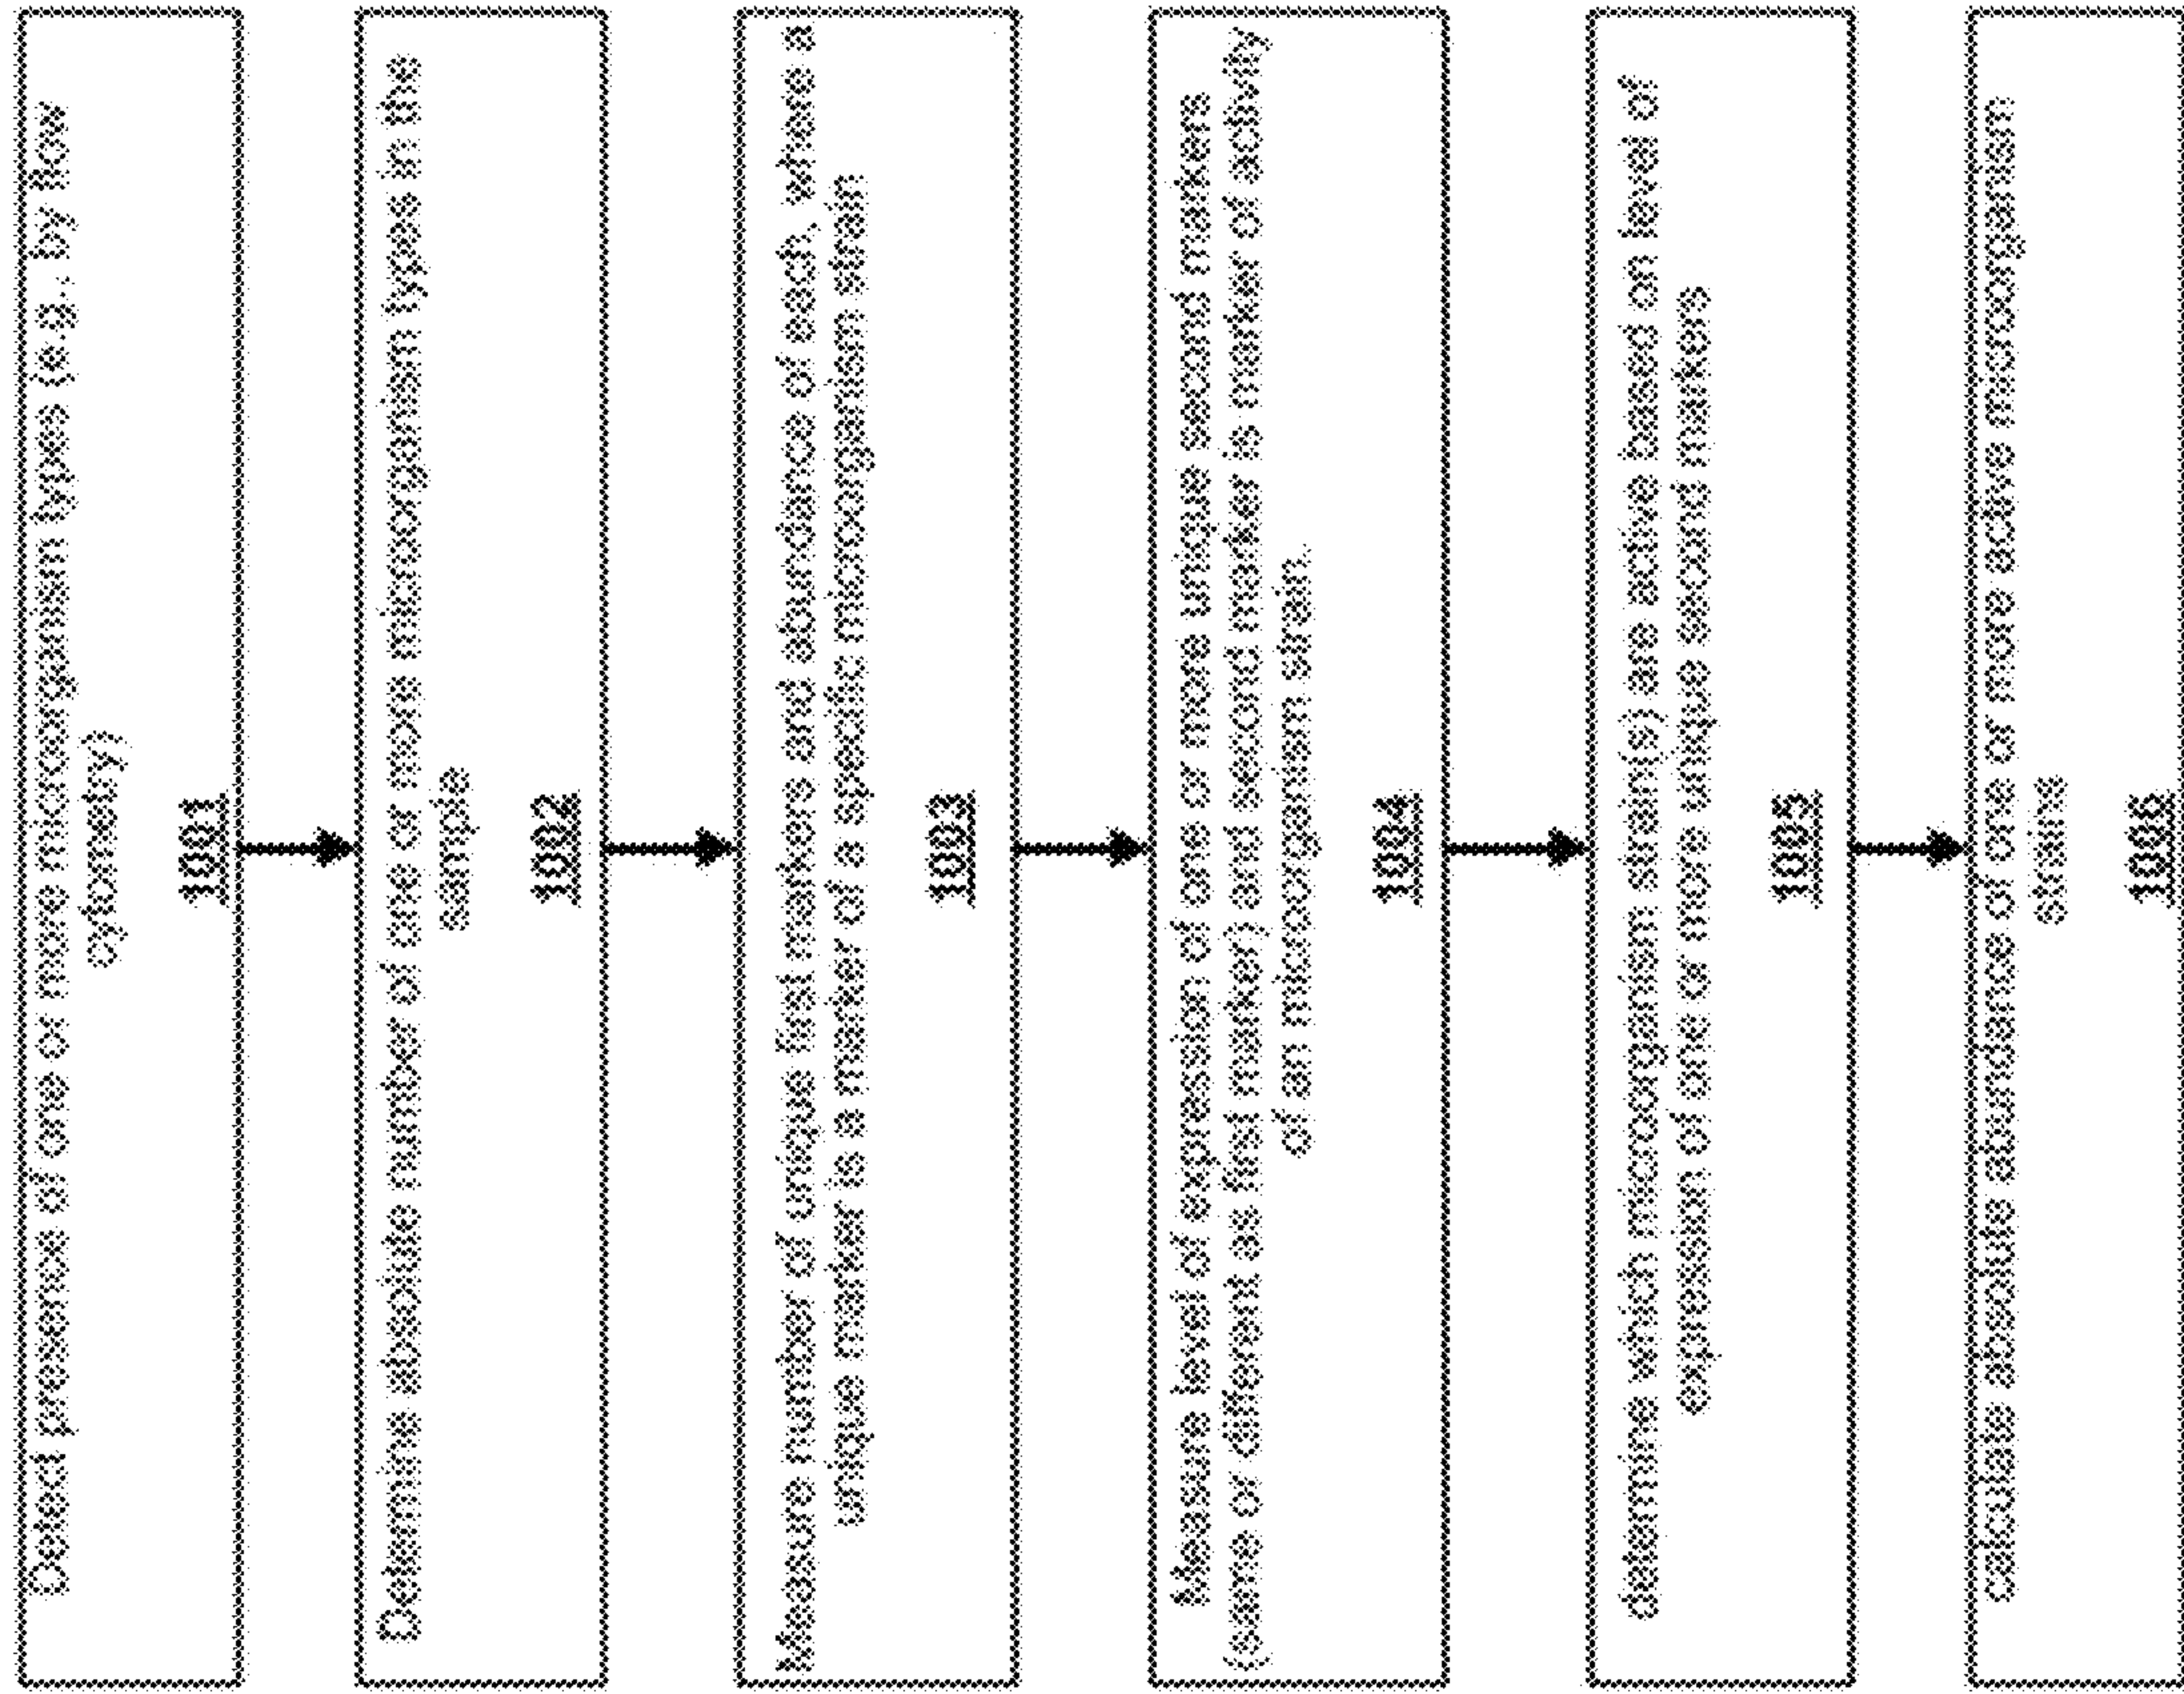 Detect presence of one or more microorganism types (e.g., by flow
cytometry)
1001
Determine absolute number of one or more microorganism types in the
sample
1002
Measure number of unique first markers and abundance of each, where a
unique marker is a marker of a specific microorganism strain
1003
Measure level of expression of one or more unique second markers
(same or different as first marker) and second marker is marker of activity
of an microorganism strain.
1004
determine which microorganism strain(s) are active based on level of
expression of one or more unique second markers
1005
calculate absolute abundance of one or more active microorganism
strains
1006